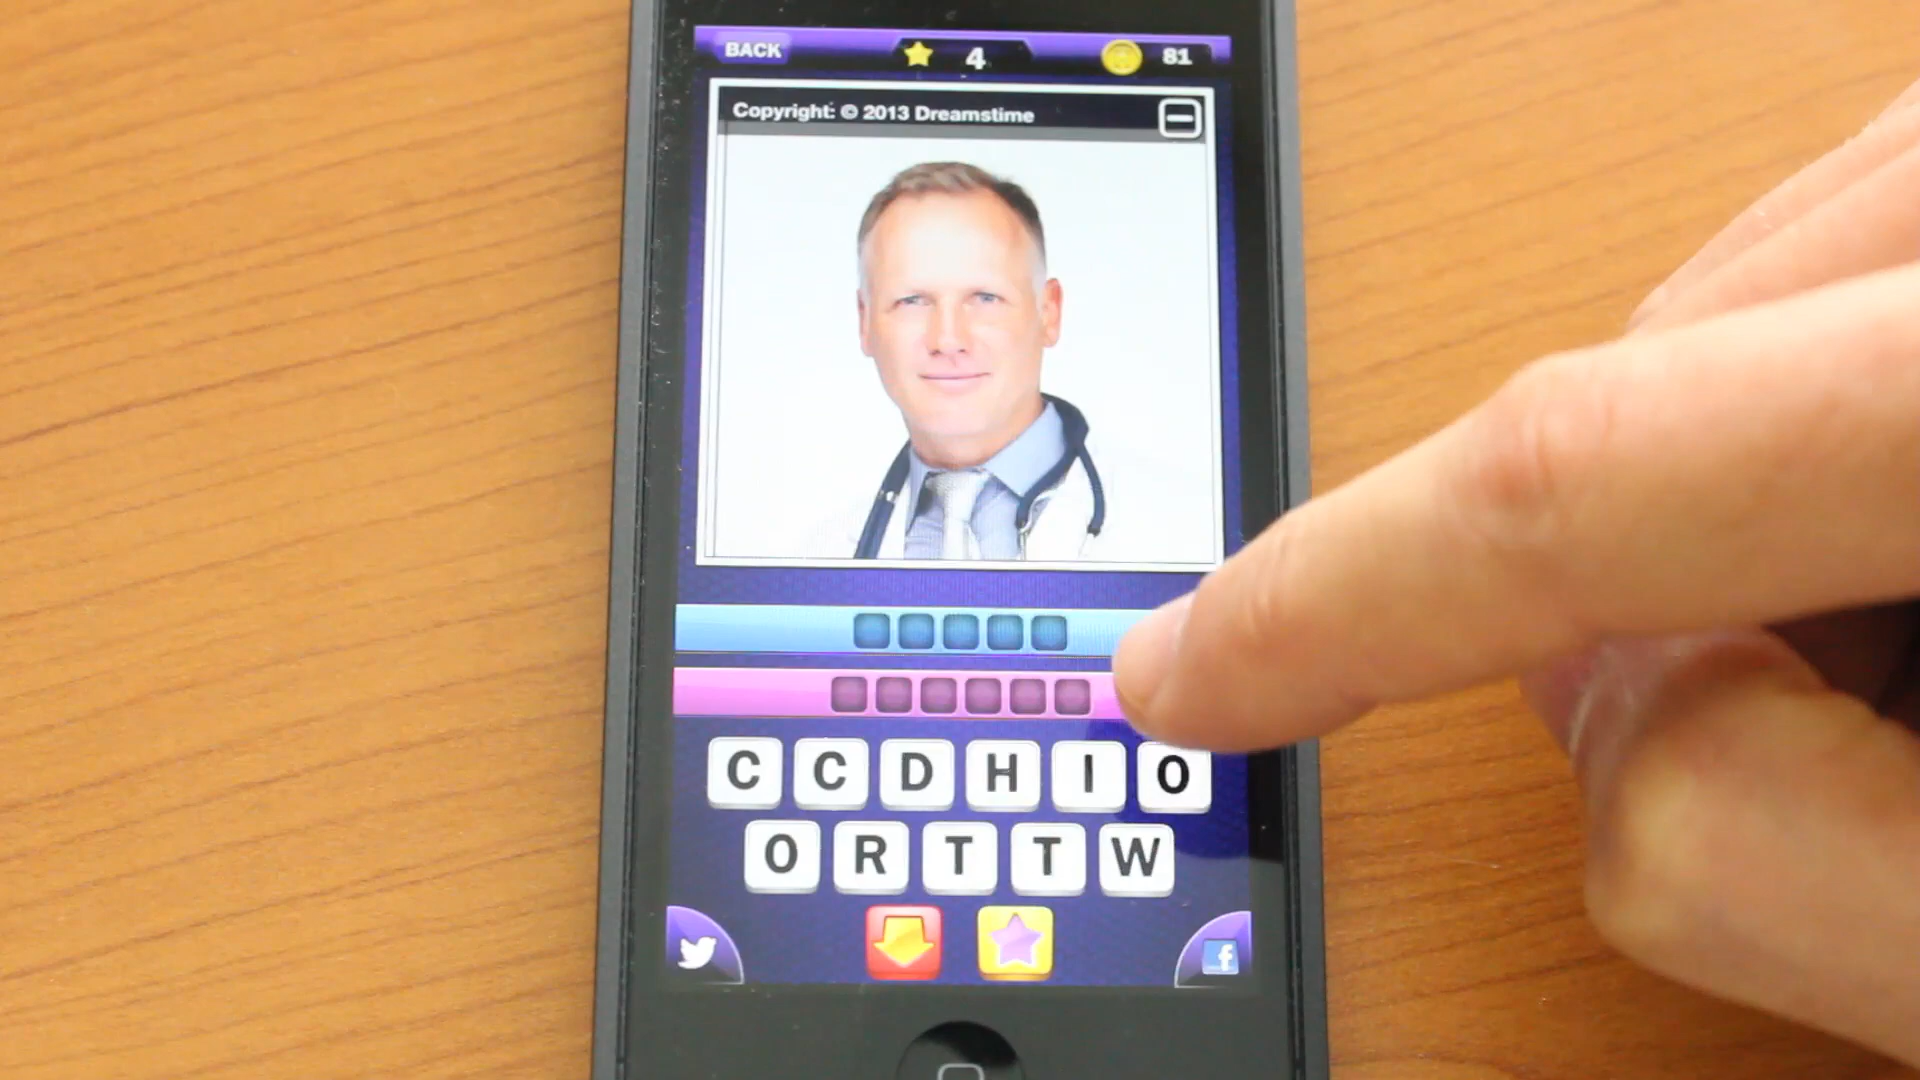 BACK 4 81
Copyright: © 2013 Dreamstime
C C D H I O
O R T T W
f